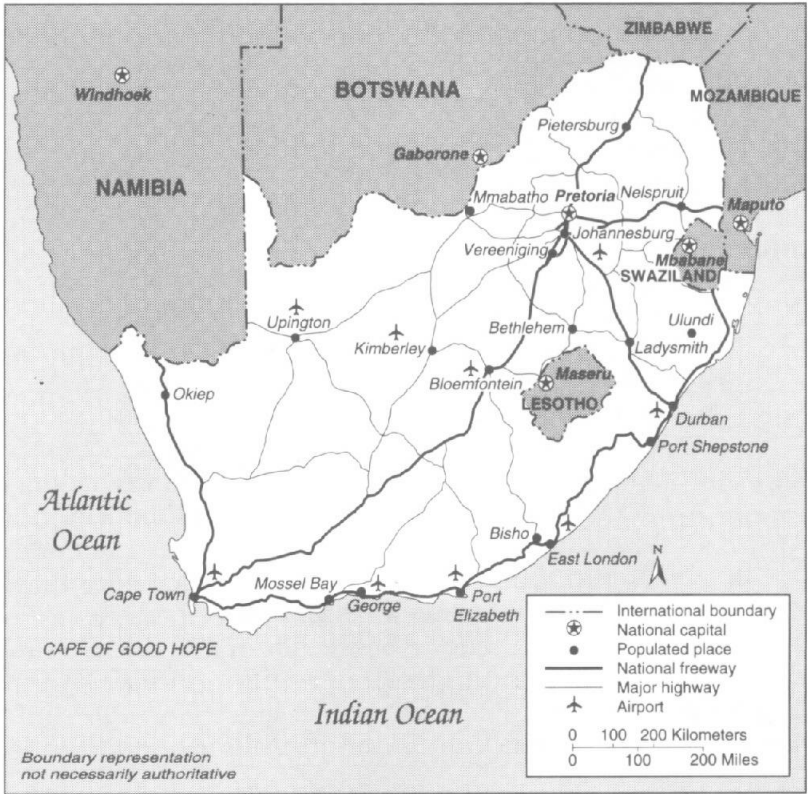 ZIMBABWE
Windhoek
BOTSWANA
MOZAMBIQUE
Pietersburg
Gaborone
NAMIBIA
Mmabatho
Pretoria
Nelspruit
Maputo
Johannesburg
Vereeniging
Mbabane
SWAZILAND
Upington
Kimberley
Bethlehem
Ulundi
Ladysmith
Bloemfontein
Maseru
LESOTHO
Okiep
Durban
Port Shepstone
Atlantic
Ocean
Bisho
East London
N
Cape Town
Mossel Bay
George
Port
Elizabeth
CAPE OF GOOD HOPE
Indian Ocean
International boundary
National capital
Populated place
National freeway
Major highway
Airport
0 100 200 Kilometers
0 100 200 Miles
Boundary representation
not necessarily authoritative